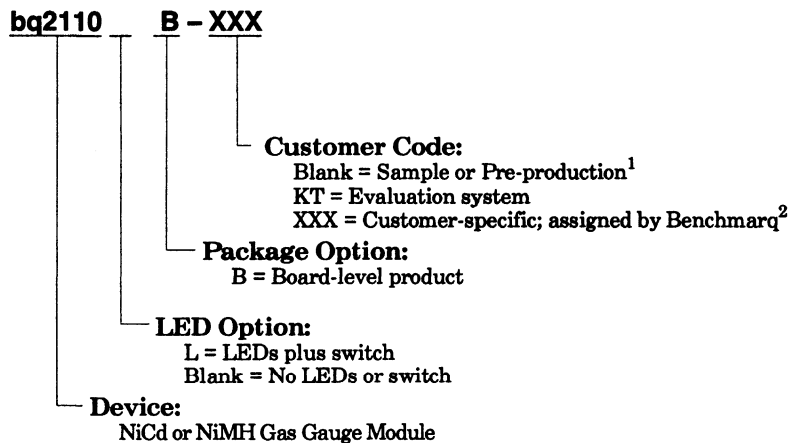 bq2110 _ B – XXX
Customer Code:
Blank = Sample or Pre-production1
KT = Evaluation system
XXX = Customer-specific; assigned by Benchmarq2
Package Option:
B = Board-level product
LED Option:
L = LEDs plus switch
Blank = No LEDs or switch
Device:
NiCd or NiMH Gas Gauge Module